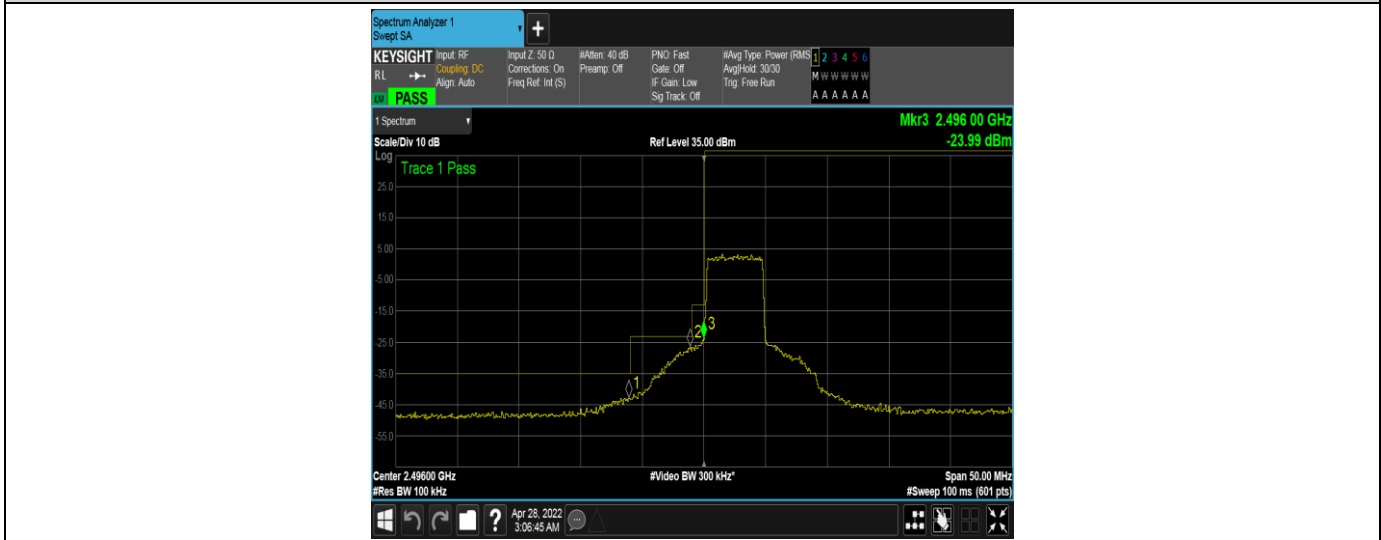 Spectrum Analyzer 1
Swept SA
+
KEYSIGHT Input: RF Input Z: 50 Ω #Atten: 40 dB PNO: Fast #Avg Type: Power (RMS 1 2 3 4 5 6
RL Coupling: DC Corrections: On Preamp: Off Gate: Off Avg|Hold: 30/30 M W W W W W
Align: Auto Freq Ref: Int (S) IF Gain: Low Trig: Free Run
PASS Sig Track: Off A A A A A A
1 Spectrum Mkr3 2.496 00 GHz
Scale/Div 10 dB Ref Level 35.00 dBm -23.99 dBm
Log
Trace 1 Pass
25.0
15.0
5.00
-5.00
-15.0
2 3
-25.0
-35.0
1
-45.0
-55.0
Center 2.49600 GHz #Video BW 300 kHz* Span 50.00 MHz
#Res BW 100 kHz #Sweep 100 ms (601 pts)
? Apr 28, 2022
3:06:45 AM